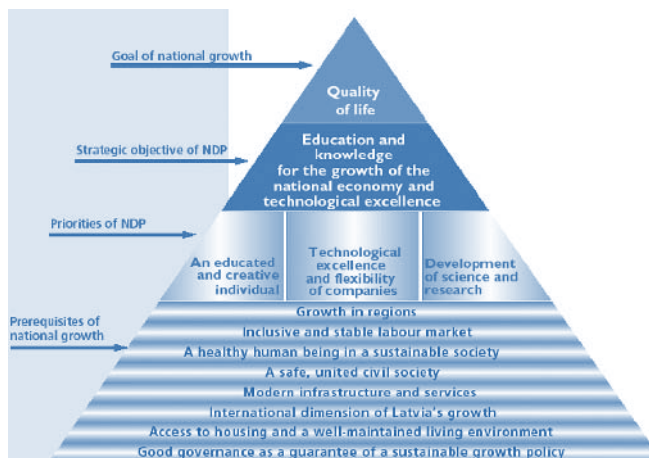 Goal of national growth
Quality
of life
Strategic objective of NDP
Education and
knowledge
for the growth of the
national economy and
technological excellence
Priorities of NDP
An educated
and creative
individual
Technological
excellence
and flexibility
of companies
Development
of science and
research
Prerequisites of
national growth
Growth in regions
Inclusive and stable labour market
A healthy human being in a sustainable society
A safe, united civil society
Modern infrastructure and services
International dimension of Latvia's growth
Access to housing and a well-maintained living environment
Good governance as a guarantee of a sustainable growth policy